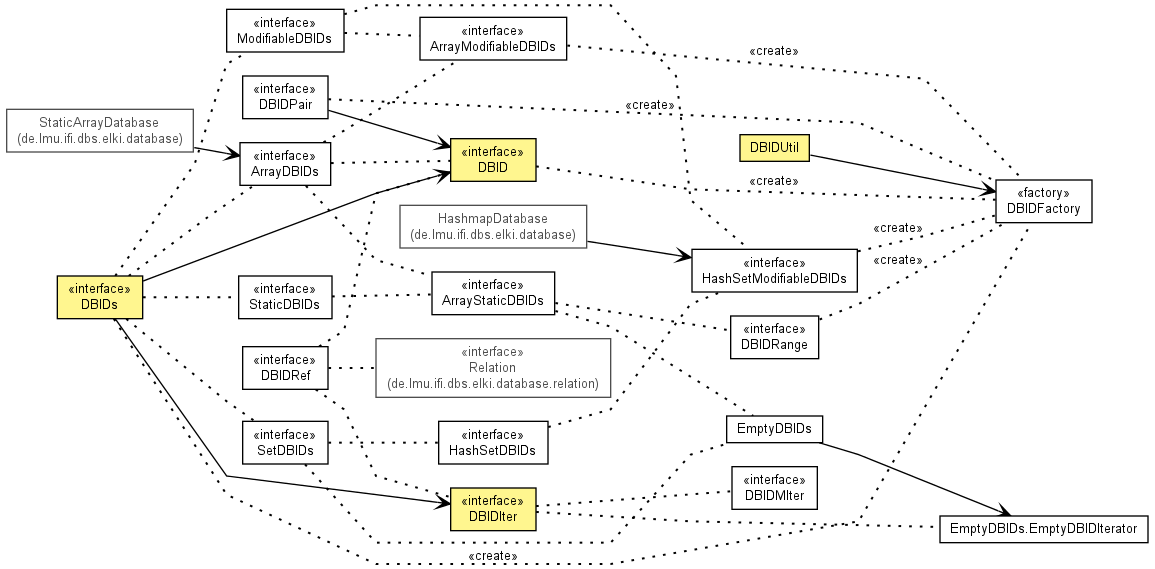 «interface»
ModifiableDBIDs
«interface»
ArrayModifiableDBIDs
«create»
«interface»
DBIDPair
«create»
StaticArrayDatabase
(de.lmu.ifi.dbs.elki.database)
«interface»
ArrayDBIDs
«interface»
DBID
DBIDUtil
«create»
«factory»
DBIDFactory
HashmapDatabase
(de.lmu.ifi.dbs.elki.database)
«create»
«create»
«interface»
HashSetModifiableDBIDs
«interface»
DBIDs
«interface»
StaticDBIDs
«interface»
ArrayStaticDBIDs
«interface»
DBIDRange
«interface»
DBIDRef
«interface»
Relation
(de.lmu.ifi.dbs.elki.database.relation)
«interface»
SetDBIDs
«interface»
HashSetDBIDs
EmptyDBIDs
«interface»
DBIDIter
«interface»
DBIDMIter
EmptyDBIDs.EmptyDBIDIterator
«create»